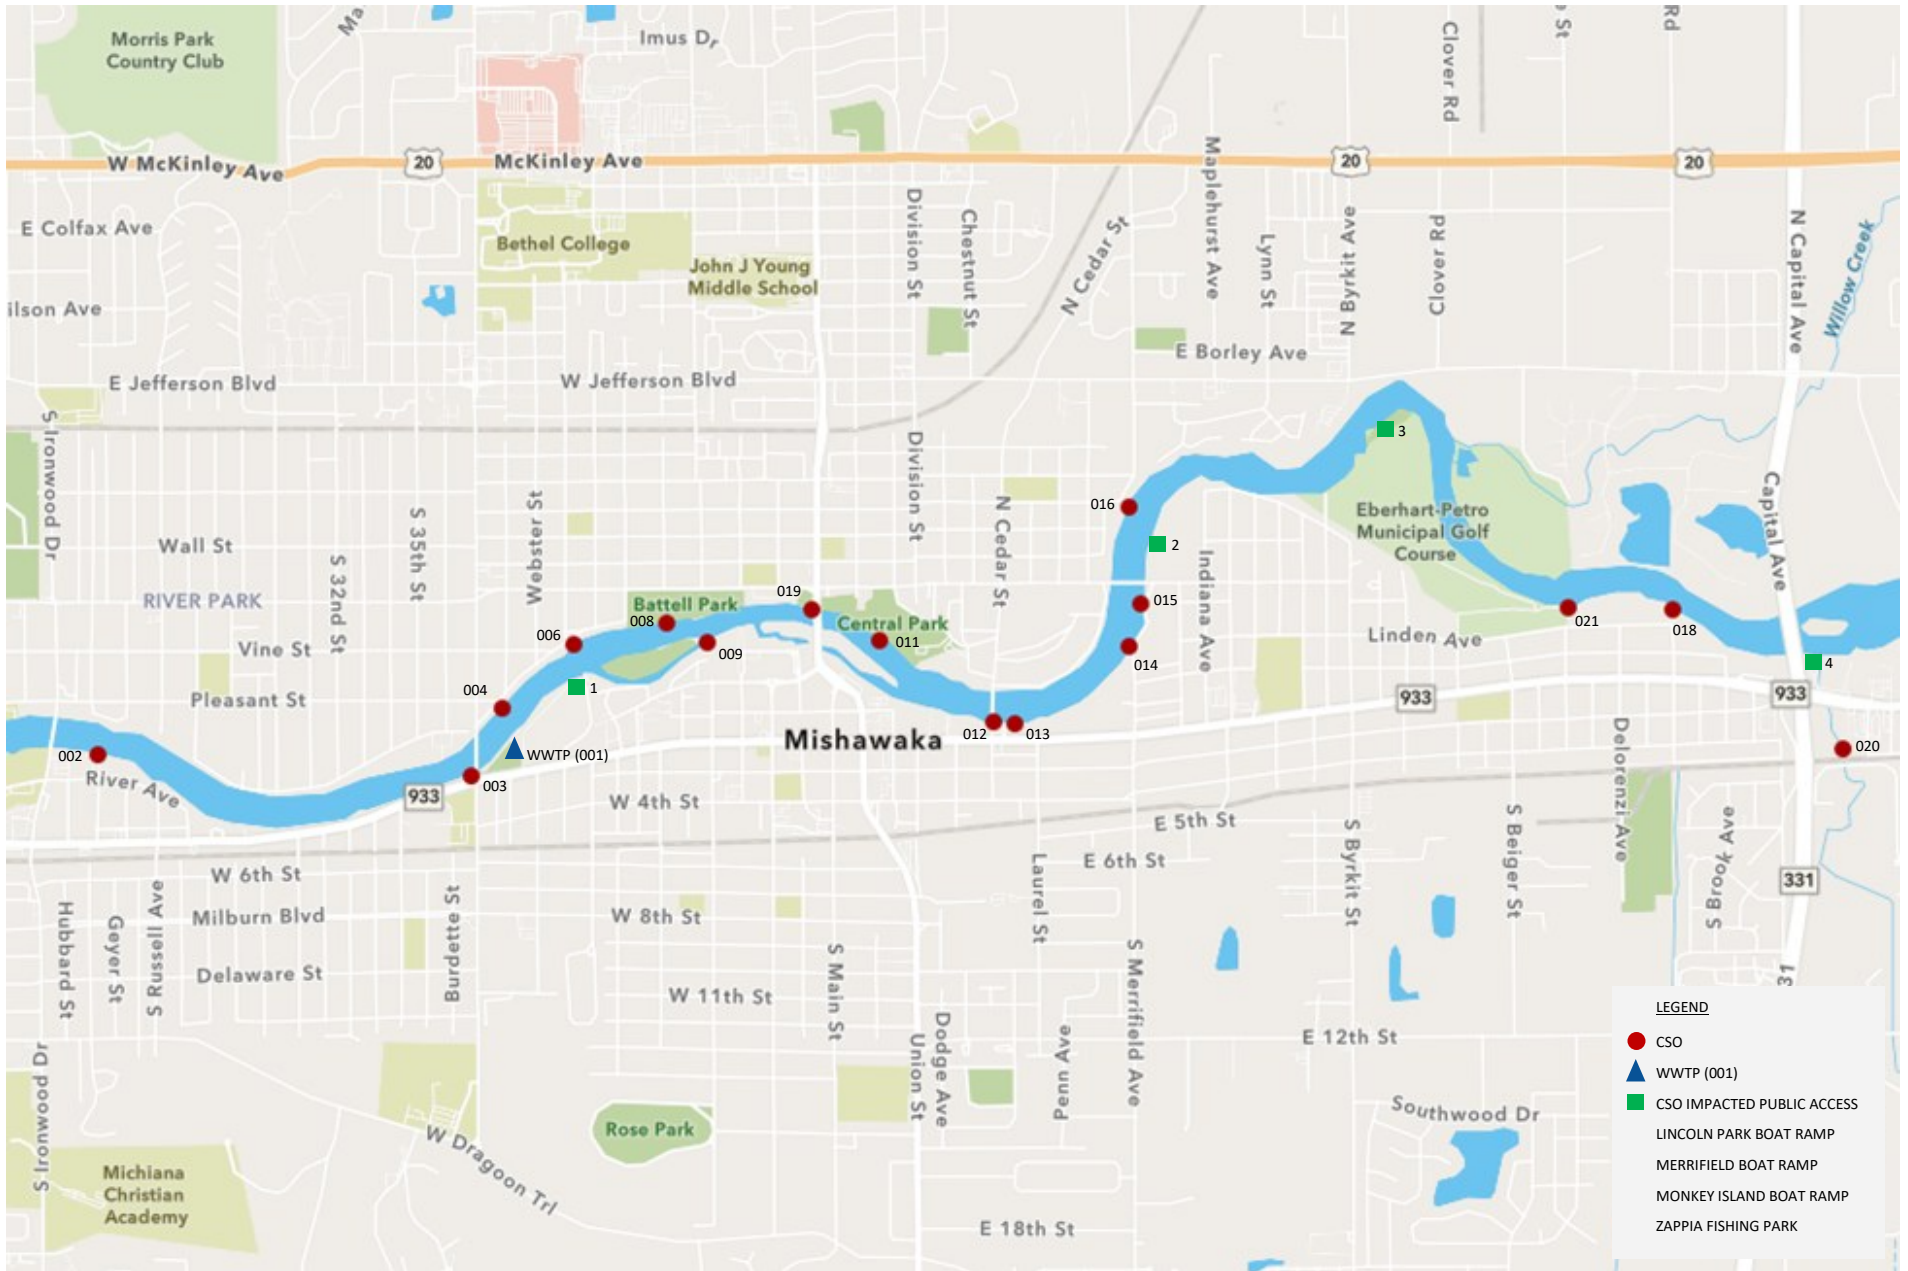 Morris Park
Country Club
Ma
Imus Dr
Clover Rd
St
Rd
W McKinley Ave
20
McKinley Ave
20
20
E Colfax Ave
Bethel College
John J Young
Middle School
Division St
Chestnut St
N Cedar St
Maplehurst Ave
Lynn St
N Byrkt Ave
Clover Rd
N Capital Ave
Willow Creek
ilson Ave
E Borley Ave
E Jefferson Blvd
W Jefferson Blvd
S Ironwood Dr
3
Division St
Capital Ave
Webster St
S 35th St
N Cedar St
016
Eberhart-Petro
Municipal Golf
Course
Wall St
2
S 32nd St
Indiana Ave
RIVER PARK
Battell Park
019
015
008
Central Park
021
018
006
009
011
Linden Ave
Vine St
014
4
004
1
Pleasant St
933
933
002
WWTP (001)
Mishawaka
012
013
Delorenzi Ave
020
River Ave
003
933
W 4th St
E 5th St
S Byrkit St
S Beiger St
S Brook Ave
W 6th St
E 6th St
331
Hubbard St
Geyer St
S Russell Ave
Milburn Blvd
Burdette St
W 8th St
Laurel St
Delaware St
W 11th St
S Main St
S Merrifield Ave
31
Union St
Dodge Ave
Penn Ave
E 12th St
S Ironwood Dr
Rose Park
Southwood Dr
W Dragoon Trl
Michiana
Christian
Academy
E 18th St
LEGEND
CSO
WWTP (001)
CSO IMPACTED PUBLIC ACCESS
LINCOLN PARK BOAT RAMP
MERRIFIELD BOAT RAMP
MONKEY ISLAND BOAT RAMP
ZAPPIA FISHING PARK